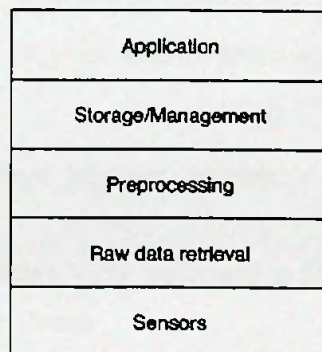 Application
Storage/Management
Preprocessing
Raw data retrieval
Sensors